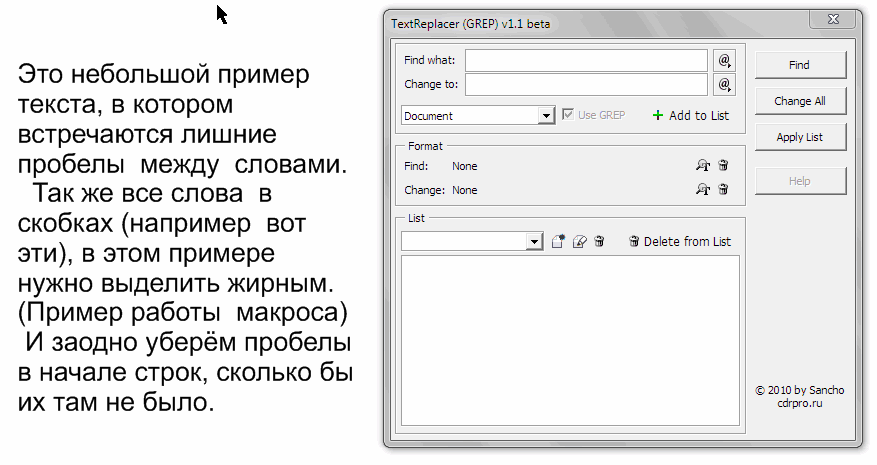 Это небольшой пример
текста, в котором
встречаются лишние
пробелы  между  словами.
  Так же все слова  в
скобках (например  вот
эти), в этом примере
нужно выделить жирным.
(Пример работы  макроса)
 И заодно уберём пробелы
в начале строк, сколько бы
их там не было.
TextReplacer (GREP) v1.1 beta
Find what:
@
Find
Change to:
@
Change All
Document
Use GREP
+ Add to List
Apply List
Format
Find: None
Help
Change: None
List
Delete from List
© 2010 by Sancho
cdrpro.ru